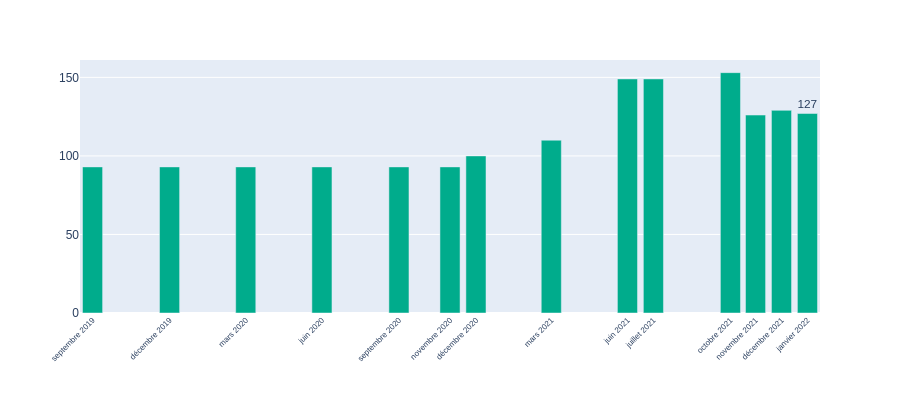 150
100
50
0
127
septembre 2019
décembre 2019
mars 2020
juin 2020
septembre 2020
novembre 2020
décembre 2020
mars 2021
juin 2021
juillet 2021
octobre 2021
novembre 2021
décembre 2021
janvier 2022